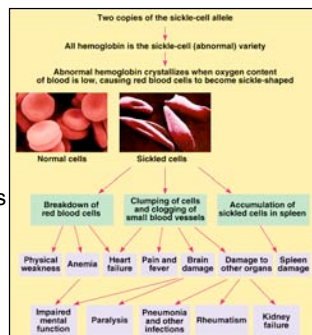 Two copies of the sickle-cell allele
All hemoglobin is the sickle-cell (abnormal) variety
Abnormal hemoglobin crystallizes when oxygen content
of blood is low, causing red blood cells to become sickle-shaped
Normal cells
Sickled cells
s
Breakdown of
red blood cells
Clumping of cells
and clogging of
small blood vessels
Accumulation of
sickled cells in spleen
Physical
weakness
Anemia
Heart
failure
Pain and
fever
Brain
damage
Damage to
other organs
Spleen
damage
Impaired
mental
function
Paralysis
Pneumonia
and other
infections
Rheumatism
Kidney
failure